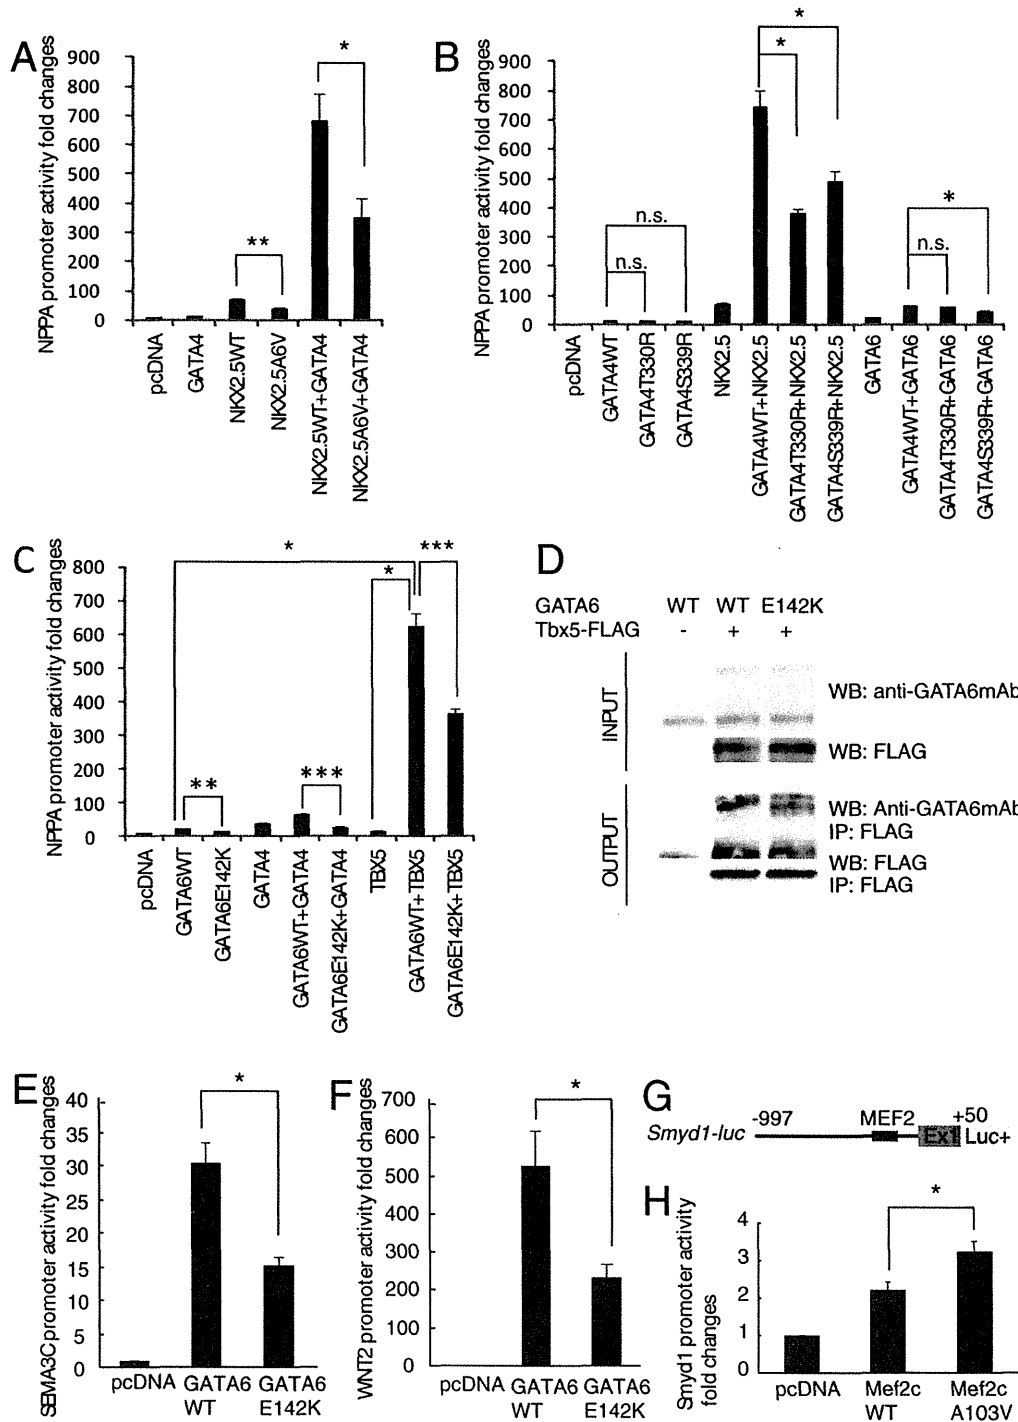 A
NPPA promoter activity fold changes
900
800
700
600
500
400
300
200
100
0
*
**
pcDNA
GATA4
NKX2.5WT
NKX2.5A6V
NKX2.5WT+GATA4
NKX2.5A6V+GATA4
B
NPPA promoter activity fold changes
900
800
700
600
500
400
300
200
100
0
*
*
n.s.
n.s.
*
n.s.
pcDNA
GATA4WT
GATA4T330R
GATA4S339R
NKX2.5
GATA4WT+NKX2.5
GATA4T330R+NKX2.5
GATA4S339R+NKX2.5
GATA6
GATA4WT+GATA6
GATA4T330R+GATA6
GATA4S339R+GATA6
C
NPPA promoter activity fold changes
800
700
600
500
400
300
200
100
0
*
***
*
**
***
pcDNA
GATA6WT
GATA6E142K
GATA4
GATA6WT+GATA4
GATA6E142K+GATA4
TBX5
GATA6WT+TBX5
GATA6E142K+TBX5
D
GATA6 WT WT E142K
Tbx5-FLAG - + +
INPUT
WB: anti-GATA6mAb
WB: FLAG
OUTPUT
WB: Anti-GATA6mAb
IP: FLAG
WB: FLAG
IP: FLAG
E
SEMA3C promoter activity fold changes
40
35
30
25
20
15
10
5
0
*
pcDNA GATA6 GATA6
WT E142K
F
WNT2 promoter activity fold changes
700
600
500
400
300
200
100
0
*
pcDNA GATA6 GATA6
WT E142K
G
-997 MEF2 +50
Smyd1-luc Ex1 Luc+
H
Smyd1 promoter activity
fold changes
4
3
2
1
0
*
pcDNA Mef2c Mef2c
WT A103V